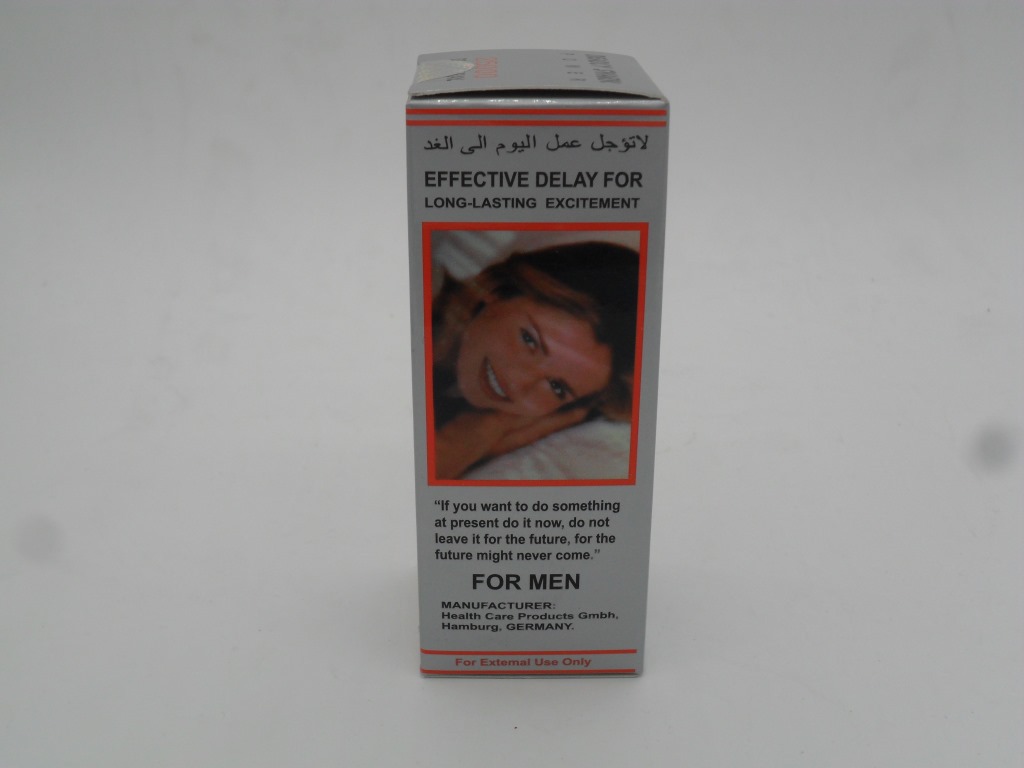 لاتؤجل عمل اليوم الى الغد
EFFECTIVE DELAY FOR
LONG-LASTING EXCITEMENT
“If you want to do something
at present do it now, do not
leave it for the future, for the
future might never come.”
FOR MEN
MANUFACTURER:
Health Care Products Gmbh,
Hamburg, GERMANY.
For External Use Only